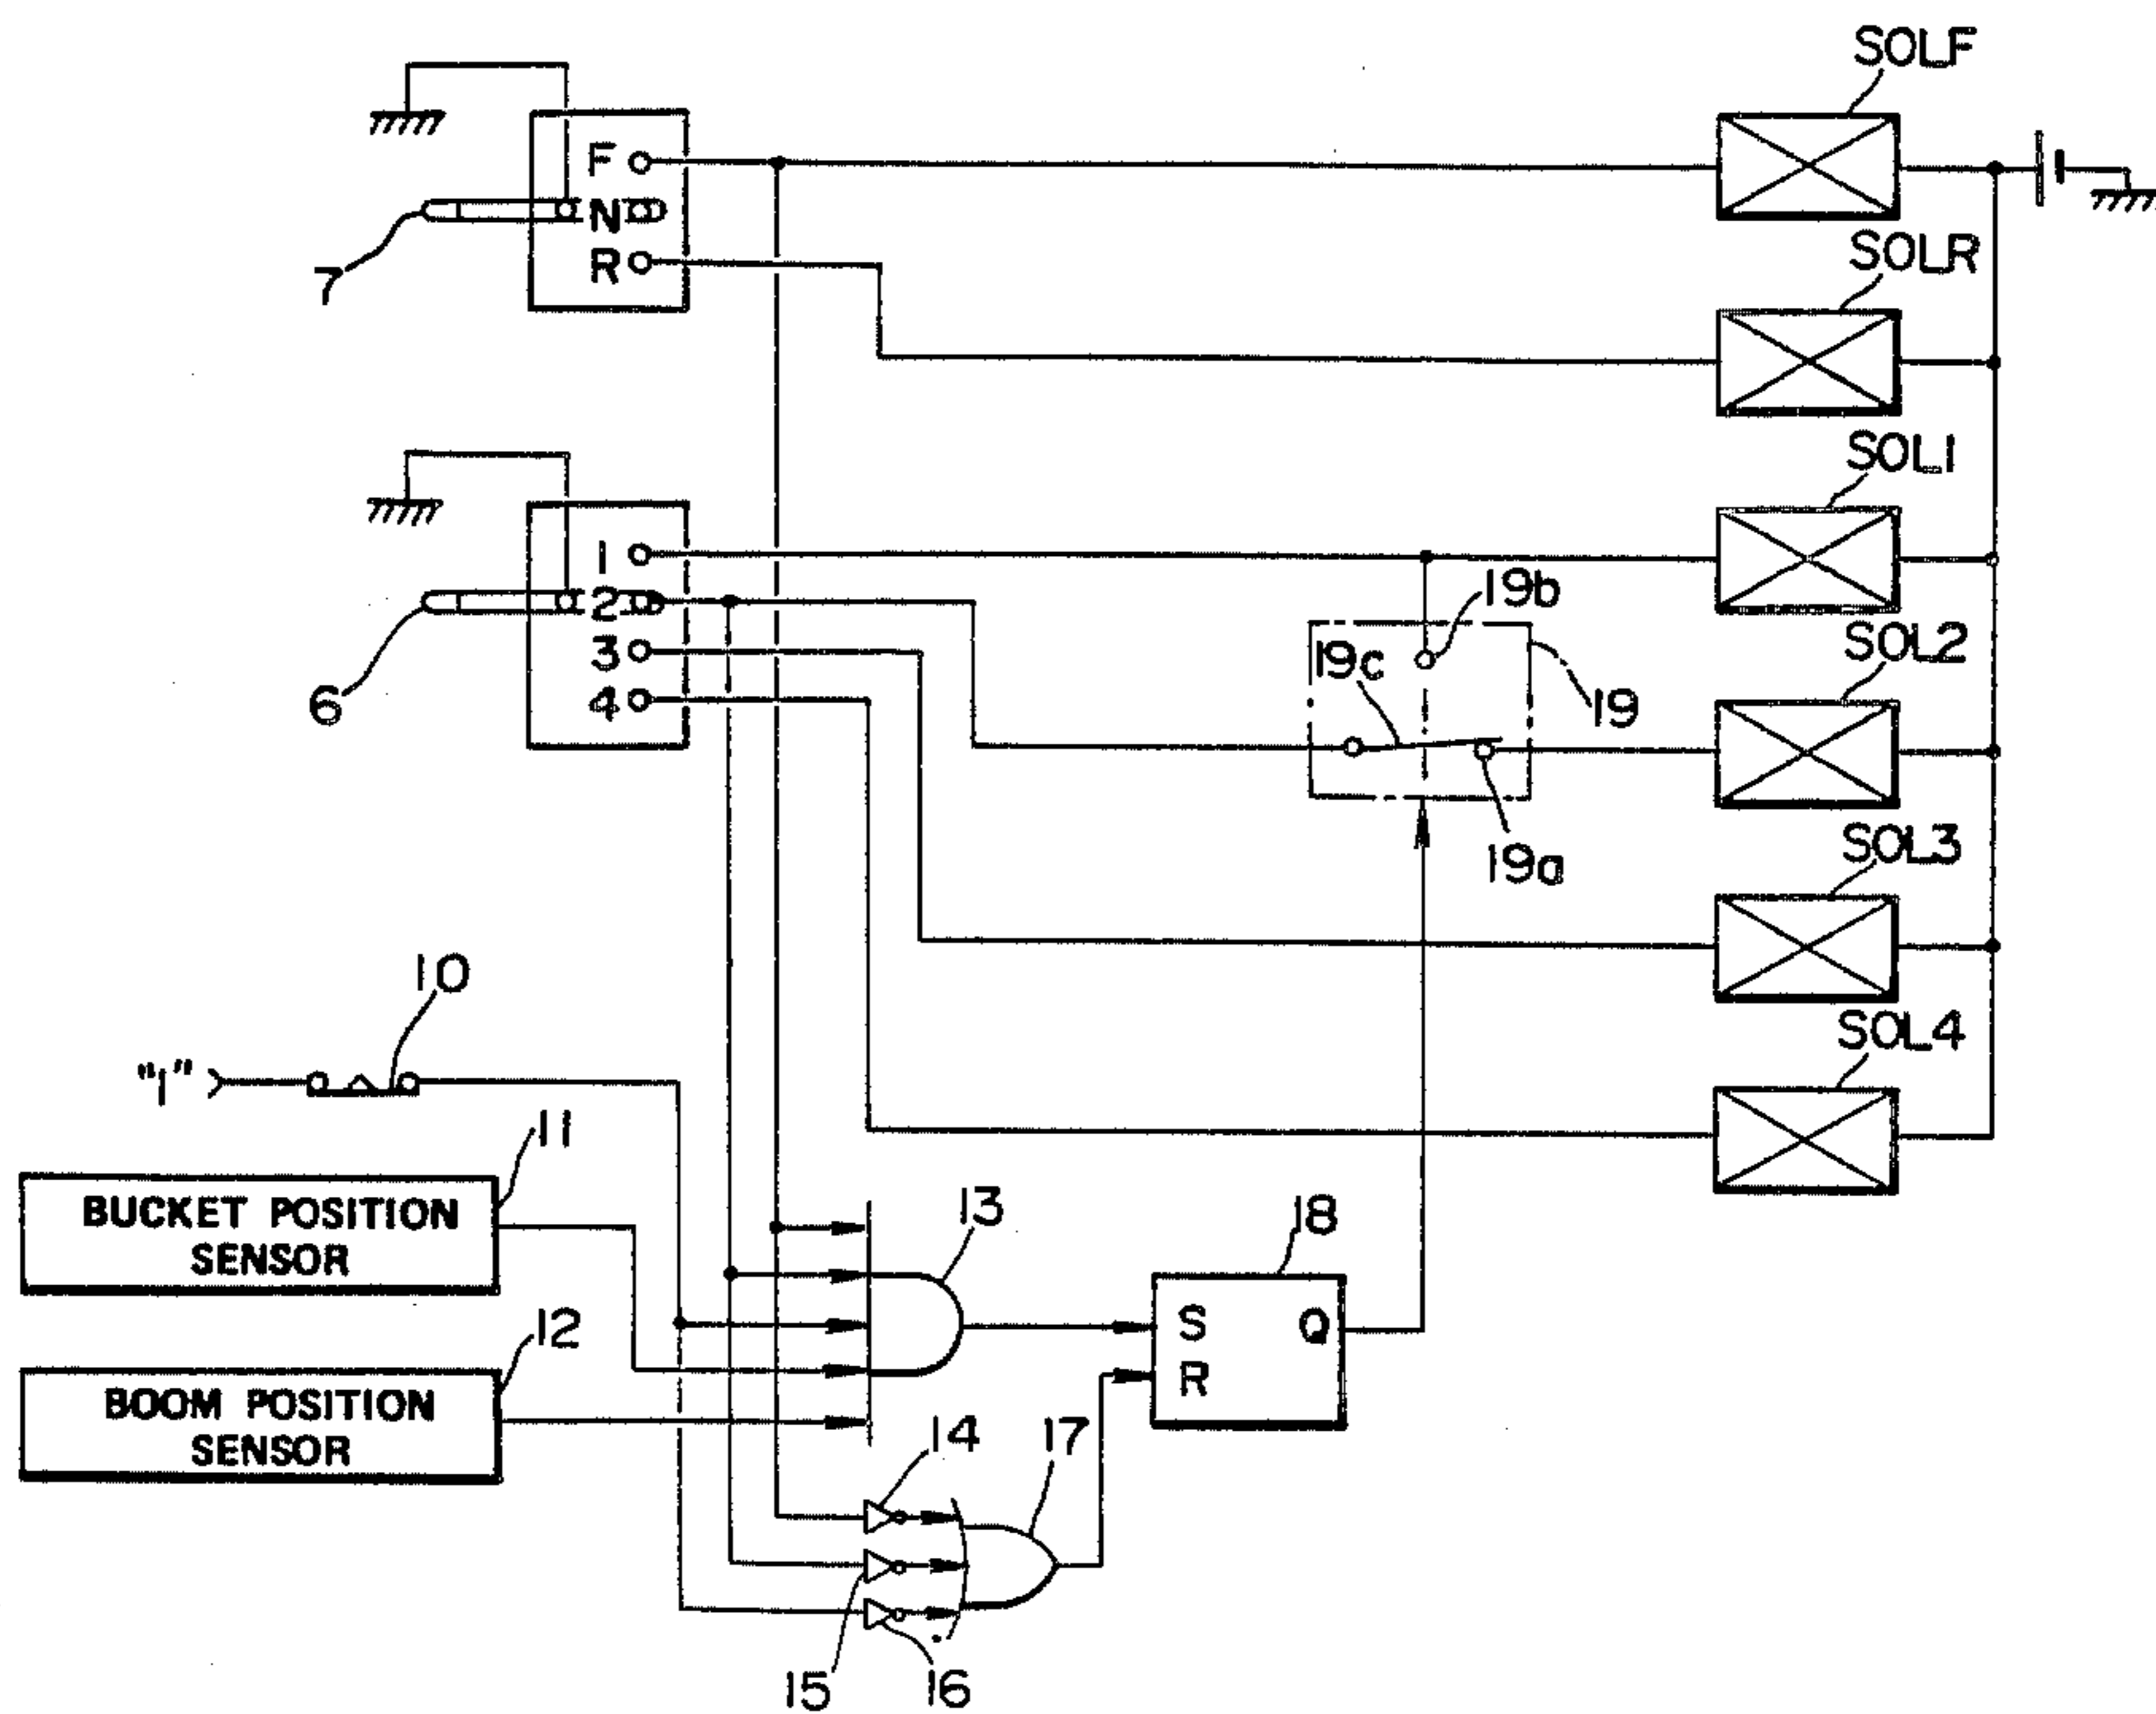 SOLF
F
N
R
7
SOLR
SOL1
1
2
3
4
6
19b
19c
19
19a
SOL2
SOL3
SOL4
10
"1"
11
BUCKET POSITION
SENSOR
12
BOOM POSITION
SENSOR
13
18
S
Q
R
14
17
15
16